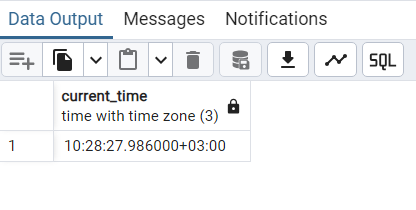 Data Output Messages Notifications
SQL
current_time
time with time zone (3)
1 10:28:27.986000+03:00